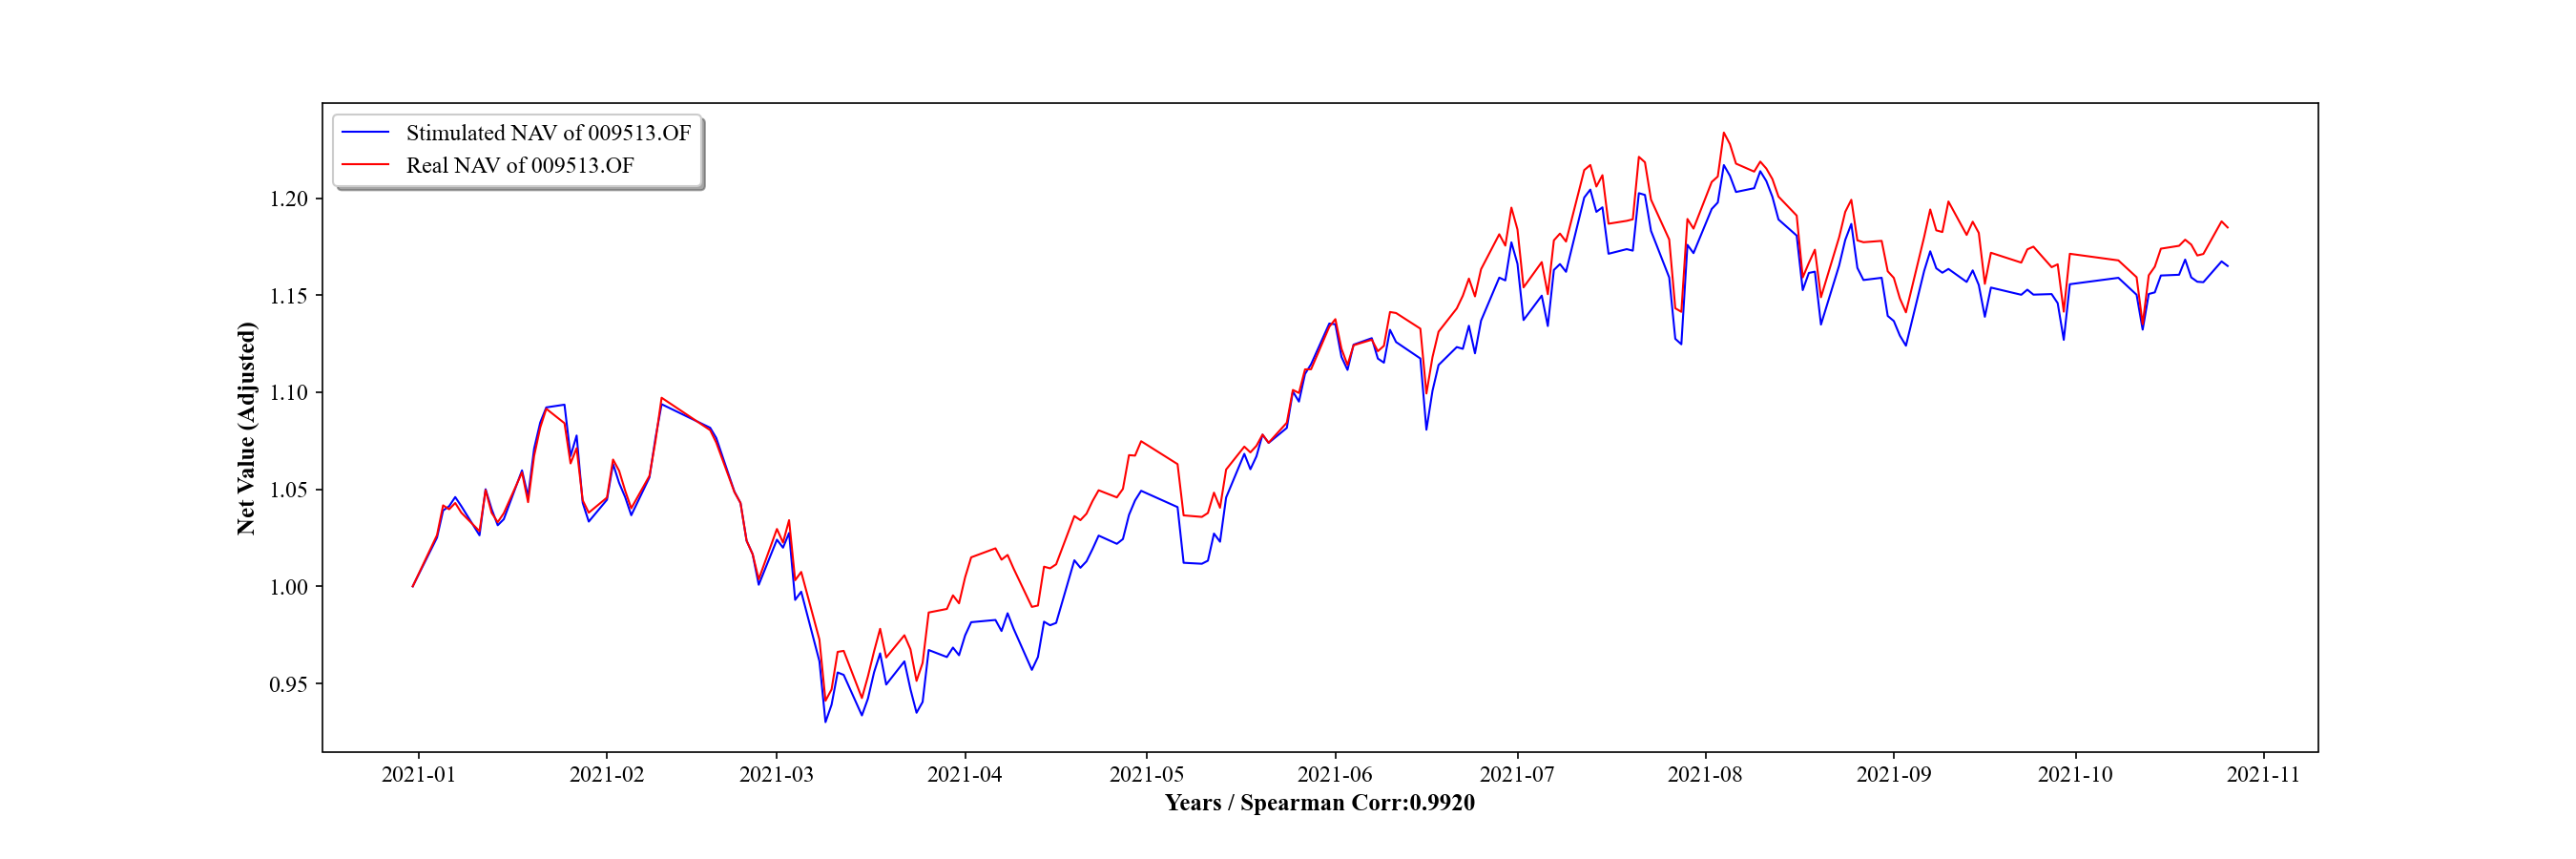 Stimulated NAV of 009513.OF
Real NAV of 009513.OF
1.20
1.15
1.10
1.05
1.00
0.95
Net Value (Adjusted)
2021-01 2021-02 2021-03 2021-04 2021-05 2021-06 2021-07 2021-08 2021-09 2021-10 2021-11
Years / Spearman Corr:0.9920